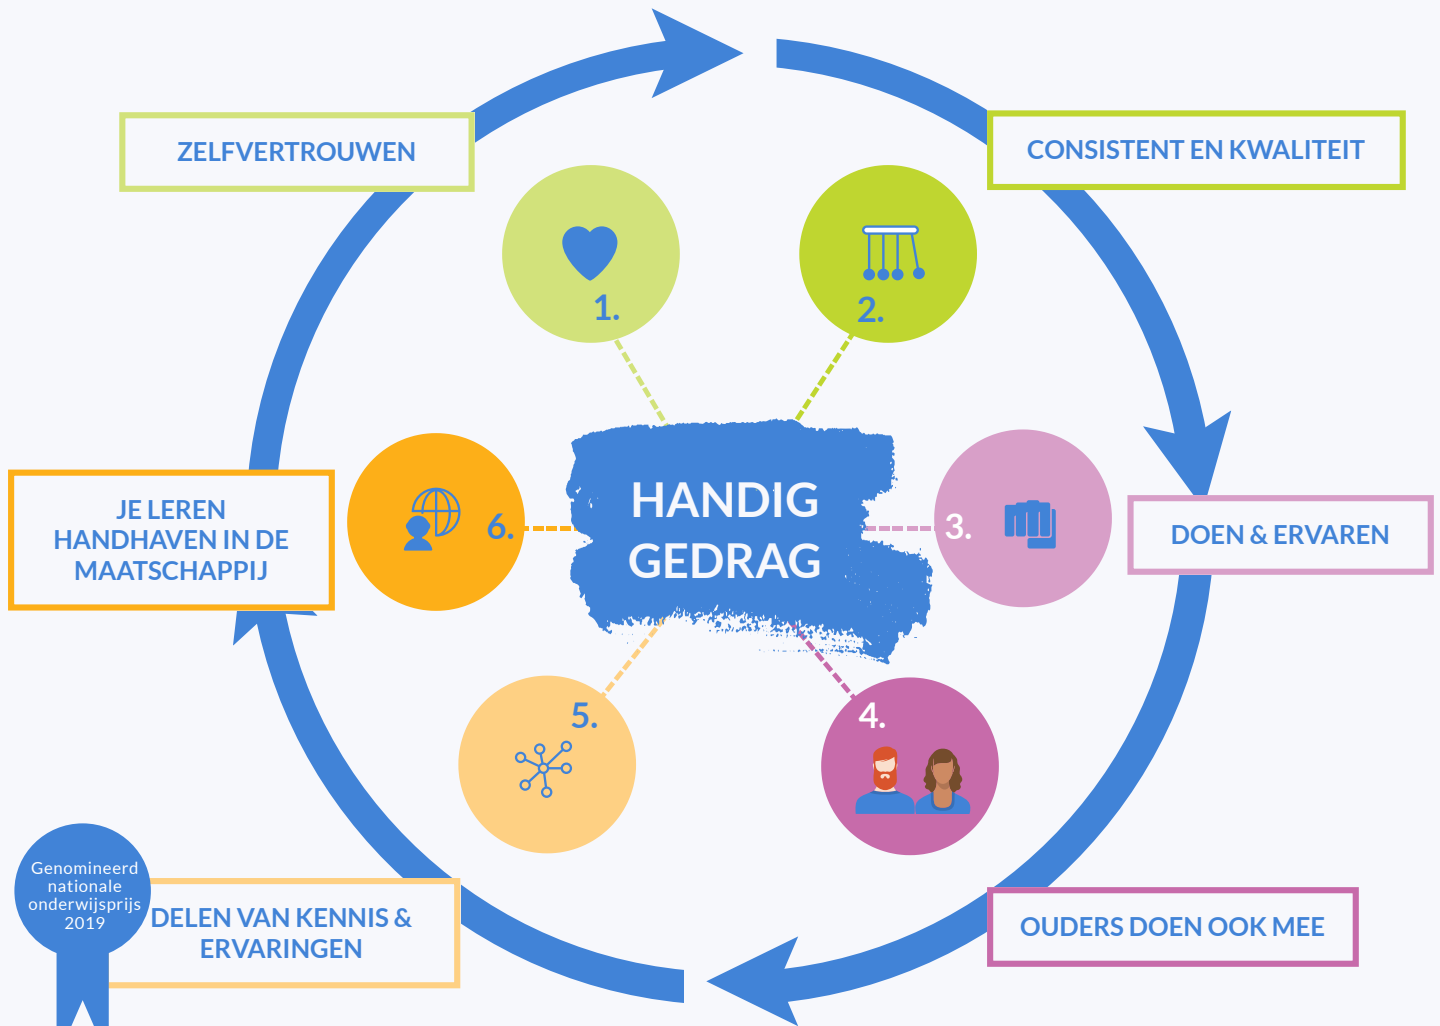 ZELFVERTROUWEN
CONSISTENT EN KWALITEIT
1.
2.
HANDIG
GEDRAG
3.
DOEN & ERVAREN
6.
JE LEREN
HANDHAVEN IN DE
MAATSCHAPPIJ
5.
4.
Genomineerd
nationale
onderwijsprijs
2019
DELEN VAN KENNIS &
ERVARINGEN
OUDERS DOEN OOK MEE